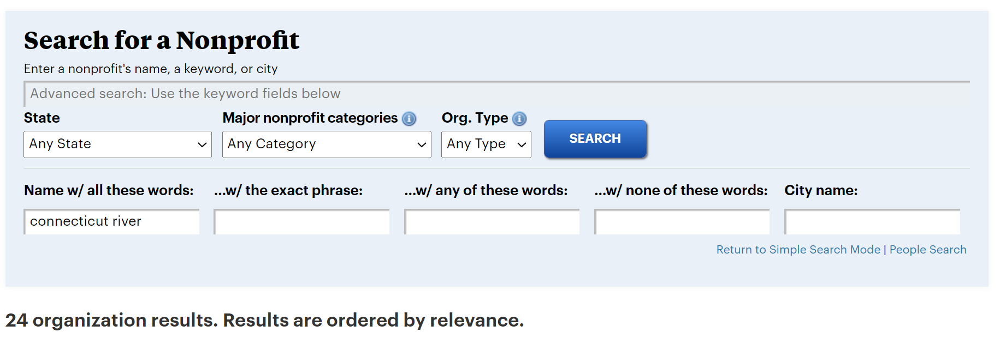 Search for a Nonprofit
Enter a nonprofit's name, a keyword, or city
Advanced search: Use the keyword fields below
State Major nonprofit categories i Org. Type i
Any State Any Category Any Type SEARCH
Name w/ all these words: ...w/ the exact phrase: ...w/ any of these words: ...w/ none of these words: City name:
connecticut river
Return to Simple Search Mode | People Search
24 organization results. Results are ordered by relevance.